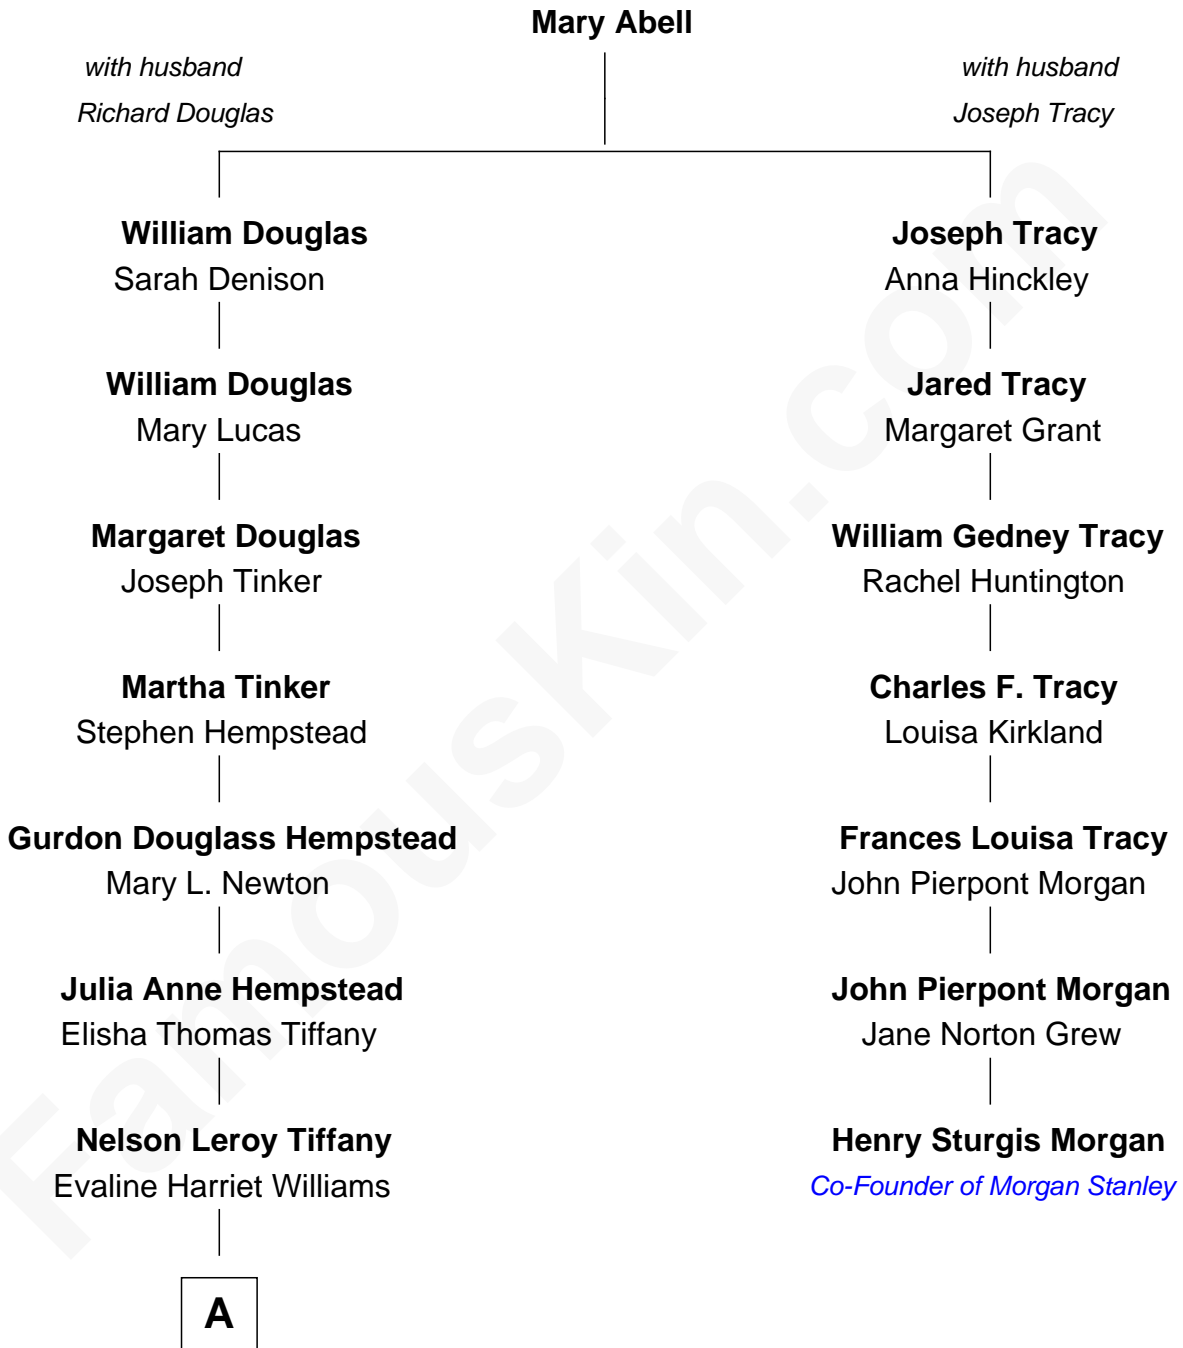 Mary Abell
with husband
Richard Douglas
with husband
Joseph Tracy
William Douglas
Sarah Denison
William Douglas
Mary Lucas
Margaret Douglas
Joseph Tinker
Martha Tinker
Stephen Hempstead
Gurdon Douglass Hempstead
Mary L. Newton
Julia Anne Hempstead
Elisha Thomas Tiffany
Nelson Leroy Tiffany
Evaline Harriet Williams
A
Joseph Tracy
Anna Hinckley
Jared Tracy
Margaret Grant
William Gedney Tracy
Rachel Huntington
Charles F. Tracy
Louisa Kirkland
Frances Louisa Tracy
John Pierpont Morgan
John Pierpont Morgan
Jane Norton Grew
Henry Sturgis Morgan
Co-Founder of Morgan Stanley
FamousKin.com